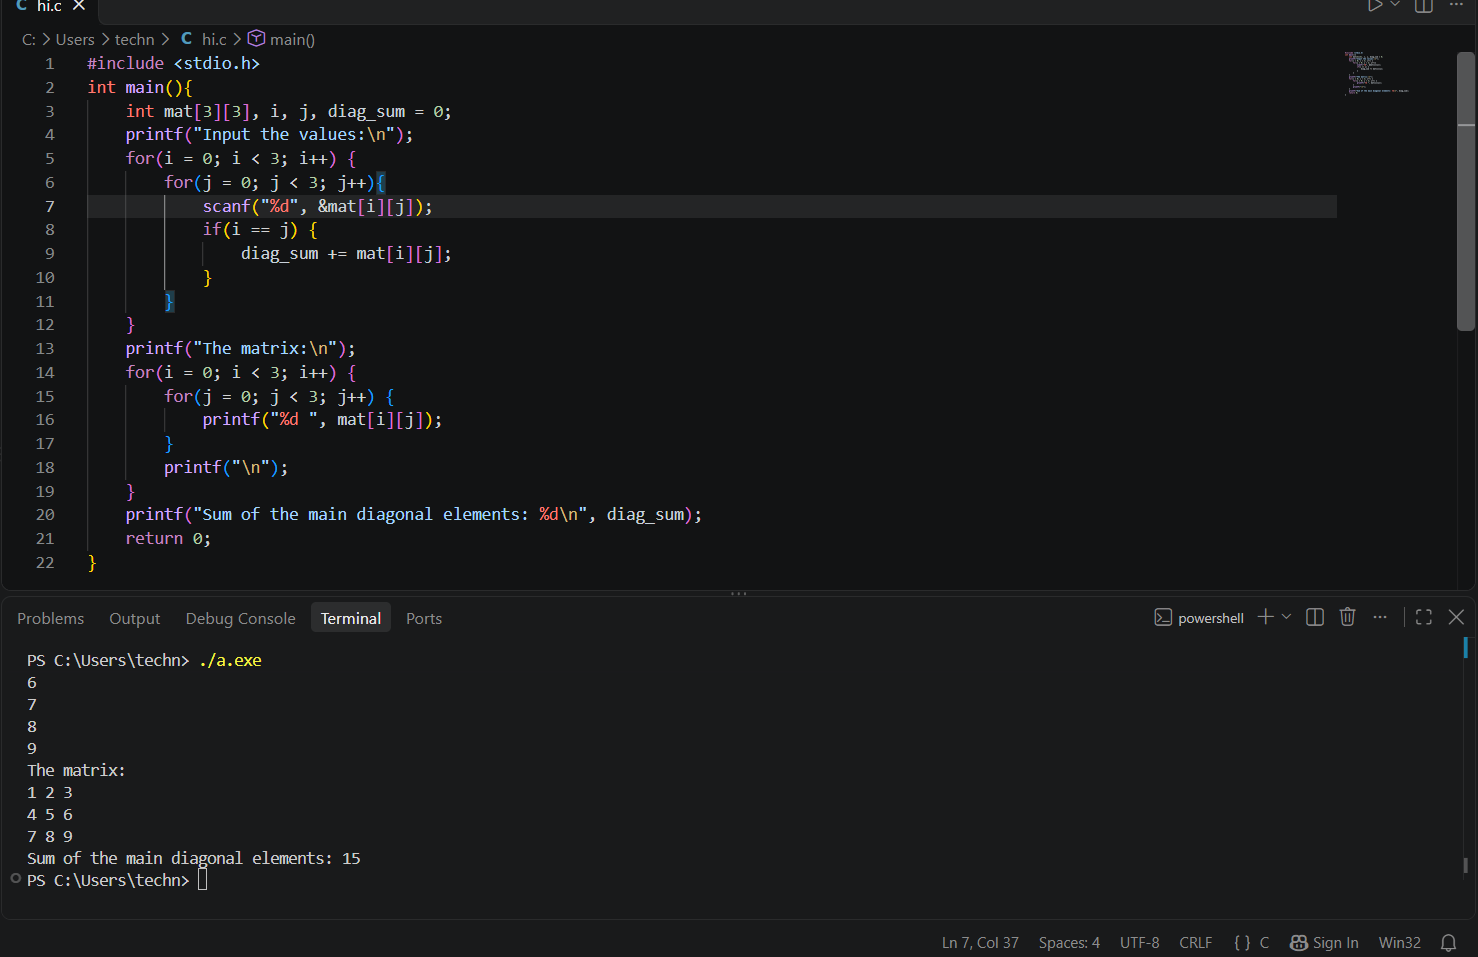 C hi.c ×
C: > Users > techn > C hi.c > main()
1 #include <stdio.h>
2 int main(){
3     int mat[3][3], i, j, diag_sum = 0;
4     printf("Input the values:\n");
5     for(i = 0; i < 3; i++) {
6         for(j = 0; j < 3; j++){
7             scanf("%d", &mat[i][j]);
8             if(i == j) {
9                 diag_sum += mat[i][j];
10             }
11         }
12     }
13     printf("The matrix:\n");
14     for(i = 0; i < 3; i++) {
15         for(j = 0; j < 3; j++) {
16             printf("%d ", mat[i][j]);
17         }
18         printf("\n");
19     }
20     printf("Sum of the main diagonal elements: %d\n", diag_sum);
21     return 0;
22 }
Problems Output Debug Console Terminal Ports powershell
PS C:\Users\techn> ./a.exe
6
7
8
9
The matrix:
1 2 3
4 5 6
7 8 9
Sum of the main diagonal elements: 15
PS C:\Users\techn>
Ln 7, Col 37 Spaces: 4 UTF-8 CRLF {} C Sign In Win32